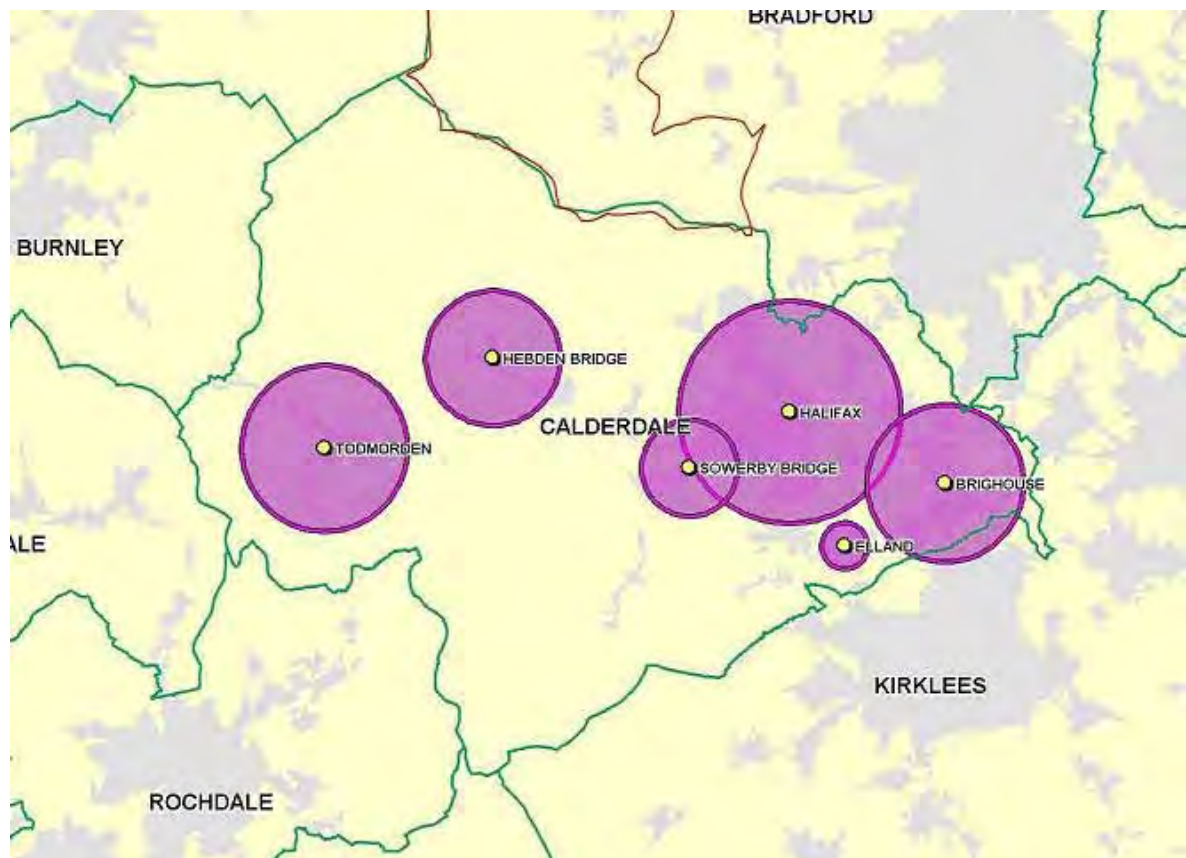 BRADFORD
BURNLEY
HEBDEN BRIDGE
HALIFAX
CALDERDALE
TODMORDEN
SOWERBY BRIDGE
BRIGHOUSE
ALE
ELLAND
KIRKLEES
ROCHDALE